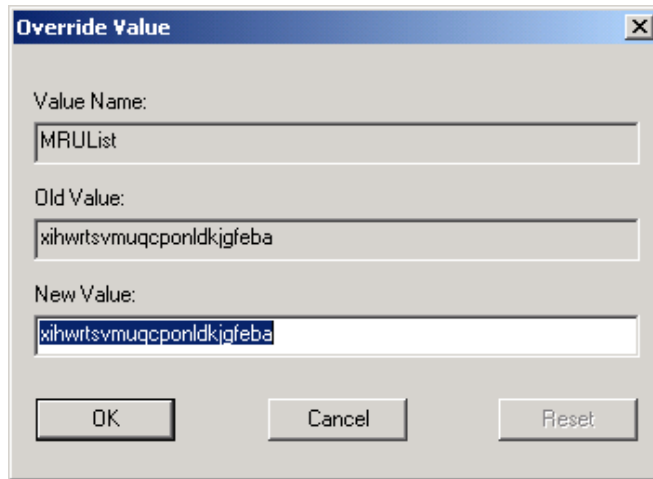 Override Value
Value Name:
MRUList
Old Value:
xihwrtsvmuqcponldkjgfeba
New Value:
xihwrtsvmuqcponldkjgfeba
OK Cancel Reset